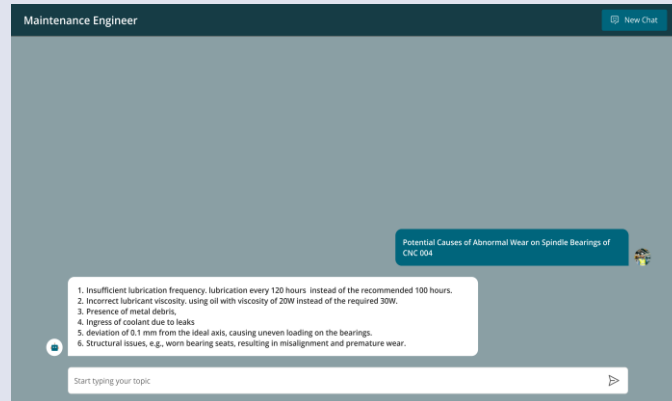 Maintenance Engineer
New Chat
Potential Causes of Abnormal Wear on Spindle Bearings of
CNC 004
1. Insufficient lubrication frequency. lubrication every 120 hours instead of the recommended 100 hours.
2. Incorrect lubricant viscosity. using oil with viscosity of 20W instead of the required 30W.
3. Presence of metal debris,
4. Ingress of coolant due to leaks
5. deviation of 0.1 mm from the ideal axis, causing uneven loading on the bearings.
6. Structural issues, e.g., worn bearing seats, resulting in misalignment and premature wear.
Start typing your topic